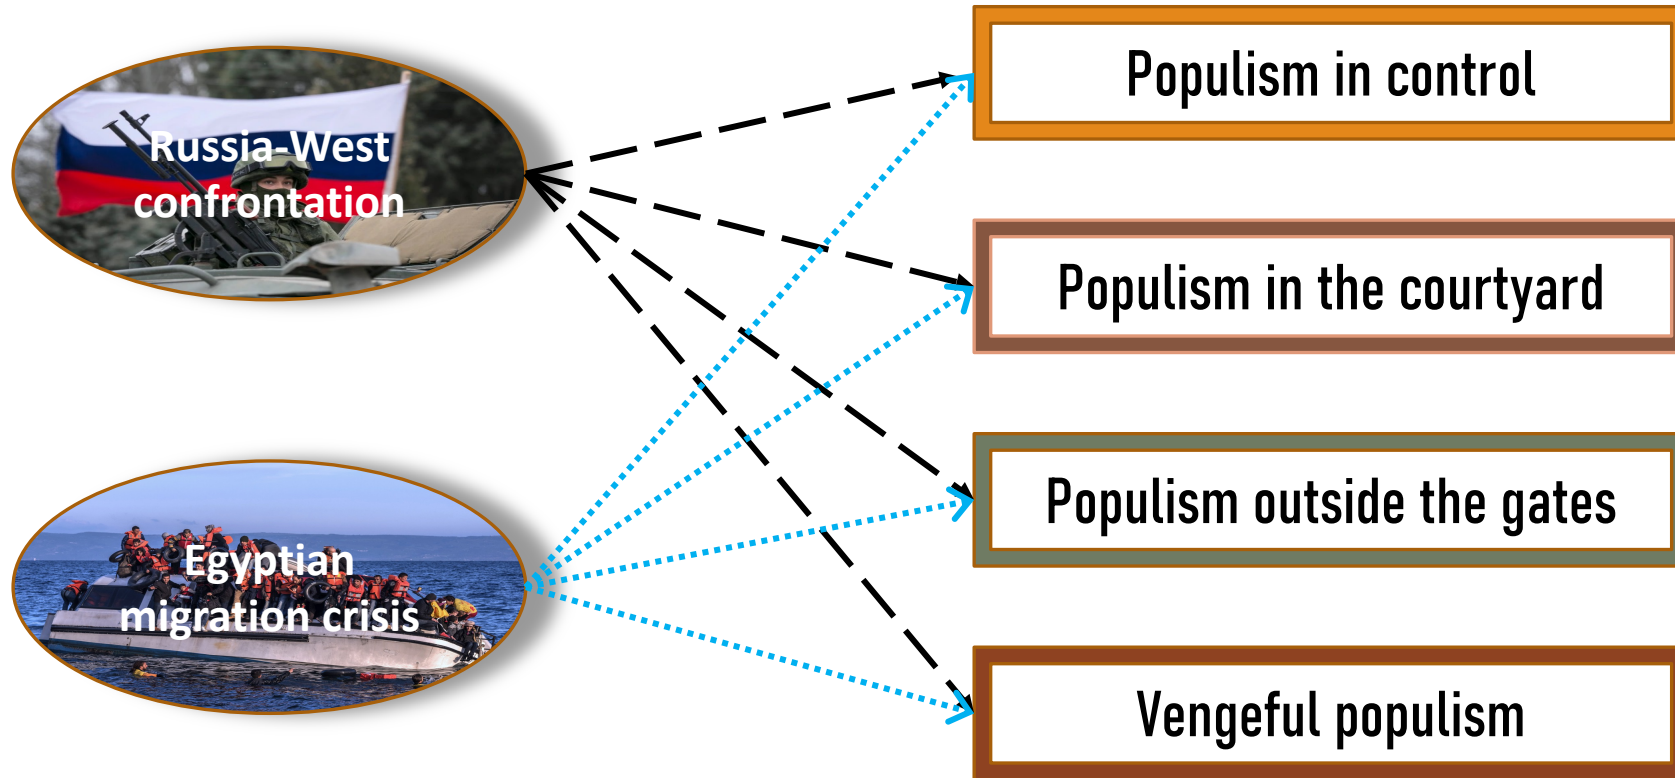 Russia-West
confrontation
Populism in control
Populism in the courtyard
Egyptian
migration crisis
Populism outside the gates
Vengeful populism